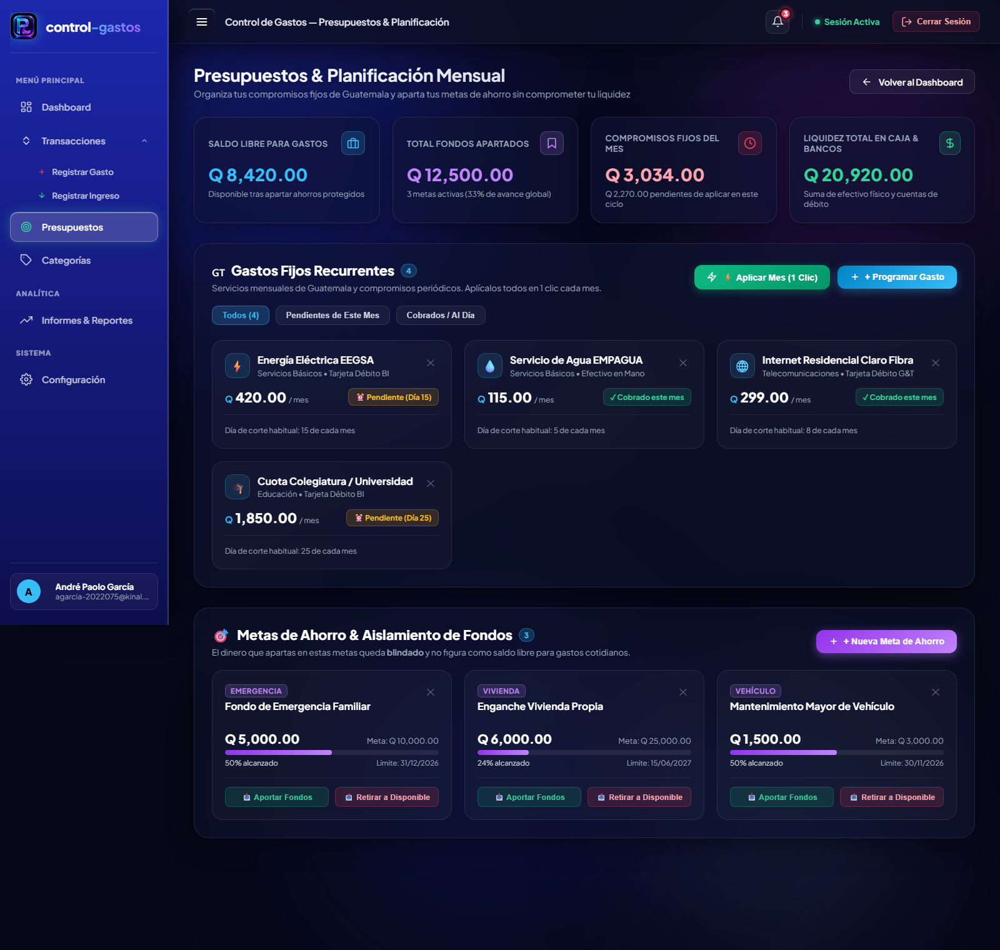 control-gastos
MENÚ PRINCIPAL
Dashboard
Transacciones
+ Registrar Gasto
↓ Registrar Ingreso
Presupuestos
Categorías
ANALÍTICA
Informes & Reportes
SISTEMA
Configuración
A
André Paolo García
agarcia-2022075@kinal....
Control de Gastos — Presupuestos & Planificación
3
Sesión Activa
Cerrar Sesión
Presupuestos & Planificación Mensual
Organiza tus compromisos fijos de Guatemala y aparta tus metas de ahorro sin comprometer tu liquidez
← Volver al Dashboard
SALDO LIBRE PARA GASTOS
Q 8,420.00
Disponible tras apartar ahorros protegidos
TOTAL FONDOS APARTADOS
Q 12,500.00
3 metas activas (33% de avance global)
COMPROMISOS FIJOS DEL
MES
Q 3,034.00
Q 2,270.00 pendientes de aplicar en este
ciclo
LIQUIDEZ TOTAL EN CAJA &
BANCOS
$
Q 20,920.00
Suma de efectivo físico y cuentas de
débito
GT Gastos Fijos Recurrentes 4
Servicios mensuales de Guatemala y compromisos periódicos. Aplícalos todos en 1 clic cada mes.
⚡ Aplicar Mes (1 Clic)
+ + Programar Gasto
Todos (4)
Pendientes de Este Mes
Cobrados / Al Día
Energía Eléctrica EEGSA
Servicios Básicos • Tarjeta Débito BI
Q 420.00 / mes
⏰ Pendiente (Día 15)
Día de corte habitual: 15 de cada mes
Servicio de Agua EMPAGUA
Servicios Básicos • Efectivo en Mano
Q 115.00 / mes
✓ Cobrado este mes
Día de corte habitual: 5 de cada mes
Internet Residencial Claro Fibra
Telecomunicaciones • Tarjeta Débito G&T
Q 299.00 / mes
✓ Cobrado este mes
Día de corte habitual: 8 de cada mes
Cuota Colegiatura / Universidad
Educación • Tarjeta Débito BI
Q 1,850.00 / mes
⏰ Pendiente (Día 25)
Día de corte habitual: 25 de cada mes
🎯 Metas de Ahorro & Aislamiento de Fondos 3
El dinero que apartas en estas metas queda blindado y no figura como saldo libre para gastos cotidianos.
+ + Nueva Meta de Ahorro
EMERGENCIA
Fondo de Emergencia Familiar
Q 5,000.00
Meta: Q 10,000.00
50% alcanzado
Límite: 31/12/2026
Aportar Fondos
Retirar a Disponible
VIVIENDA
Enganche Vivienda Propia
Q 6,000.00
Meta: Q 25,000.00
24% alcanzado
Límite: 15/06/2027
Aportar Fondos
Retirar a Disponible
VEHÍCULO
Mantenimiento Mayor de Vehículo
Q 1,500.00
Meta: Q 3,000.00
50% alcanzado
Límite: 30/11/2026
Aportar Fondos
Retirar a Disponible